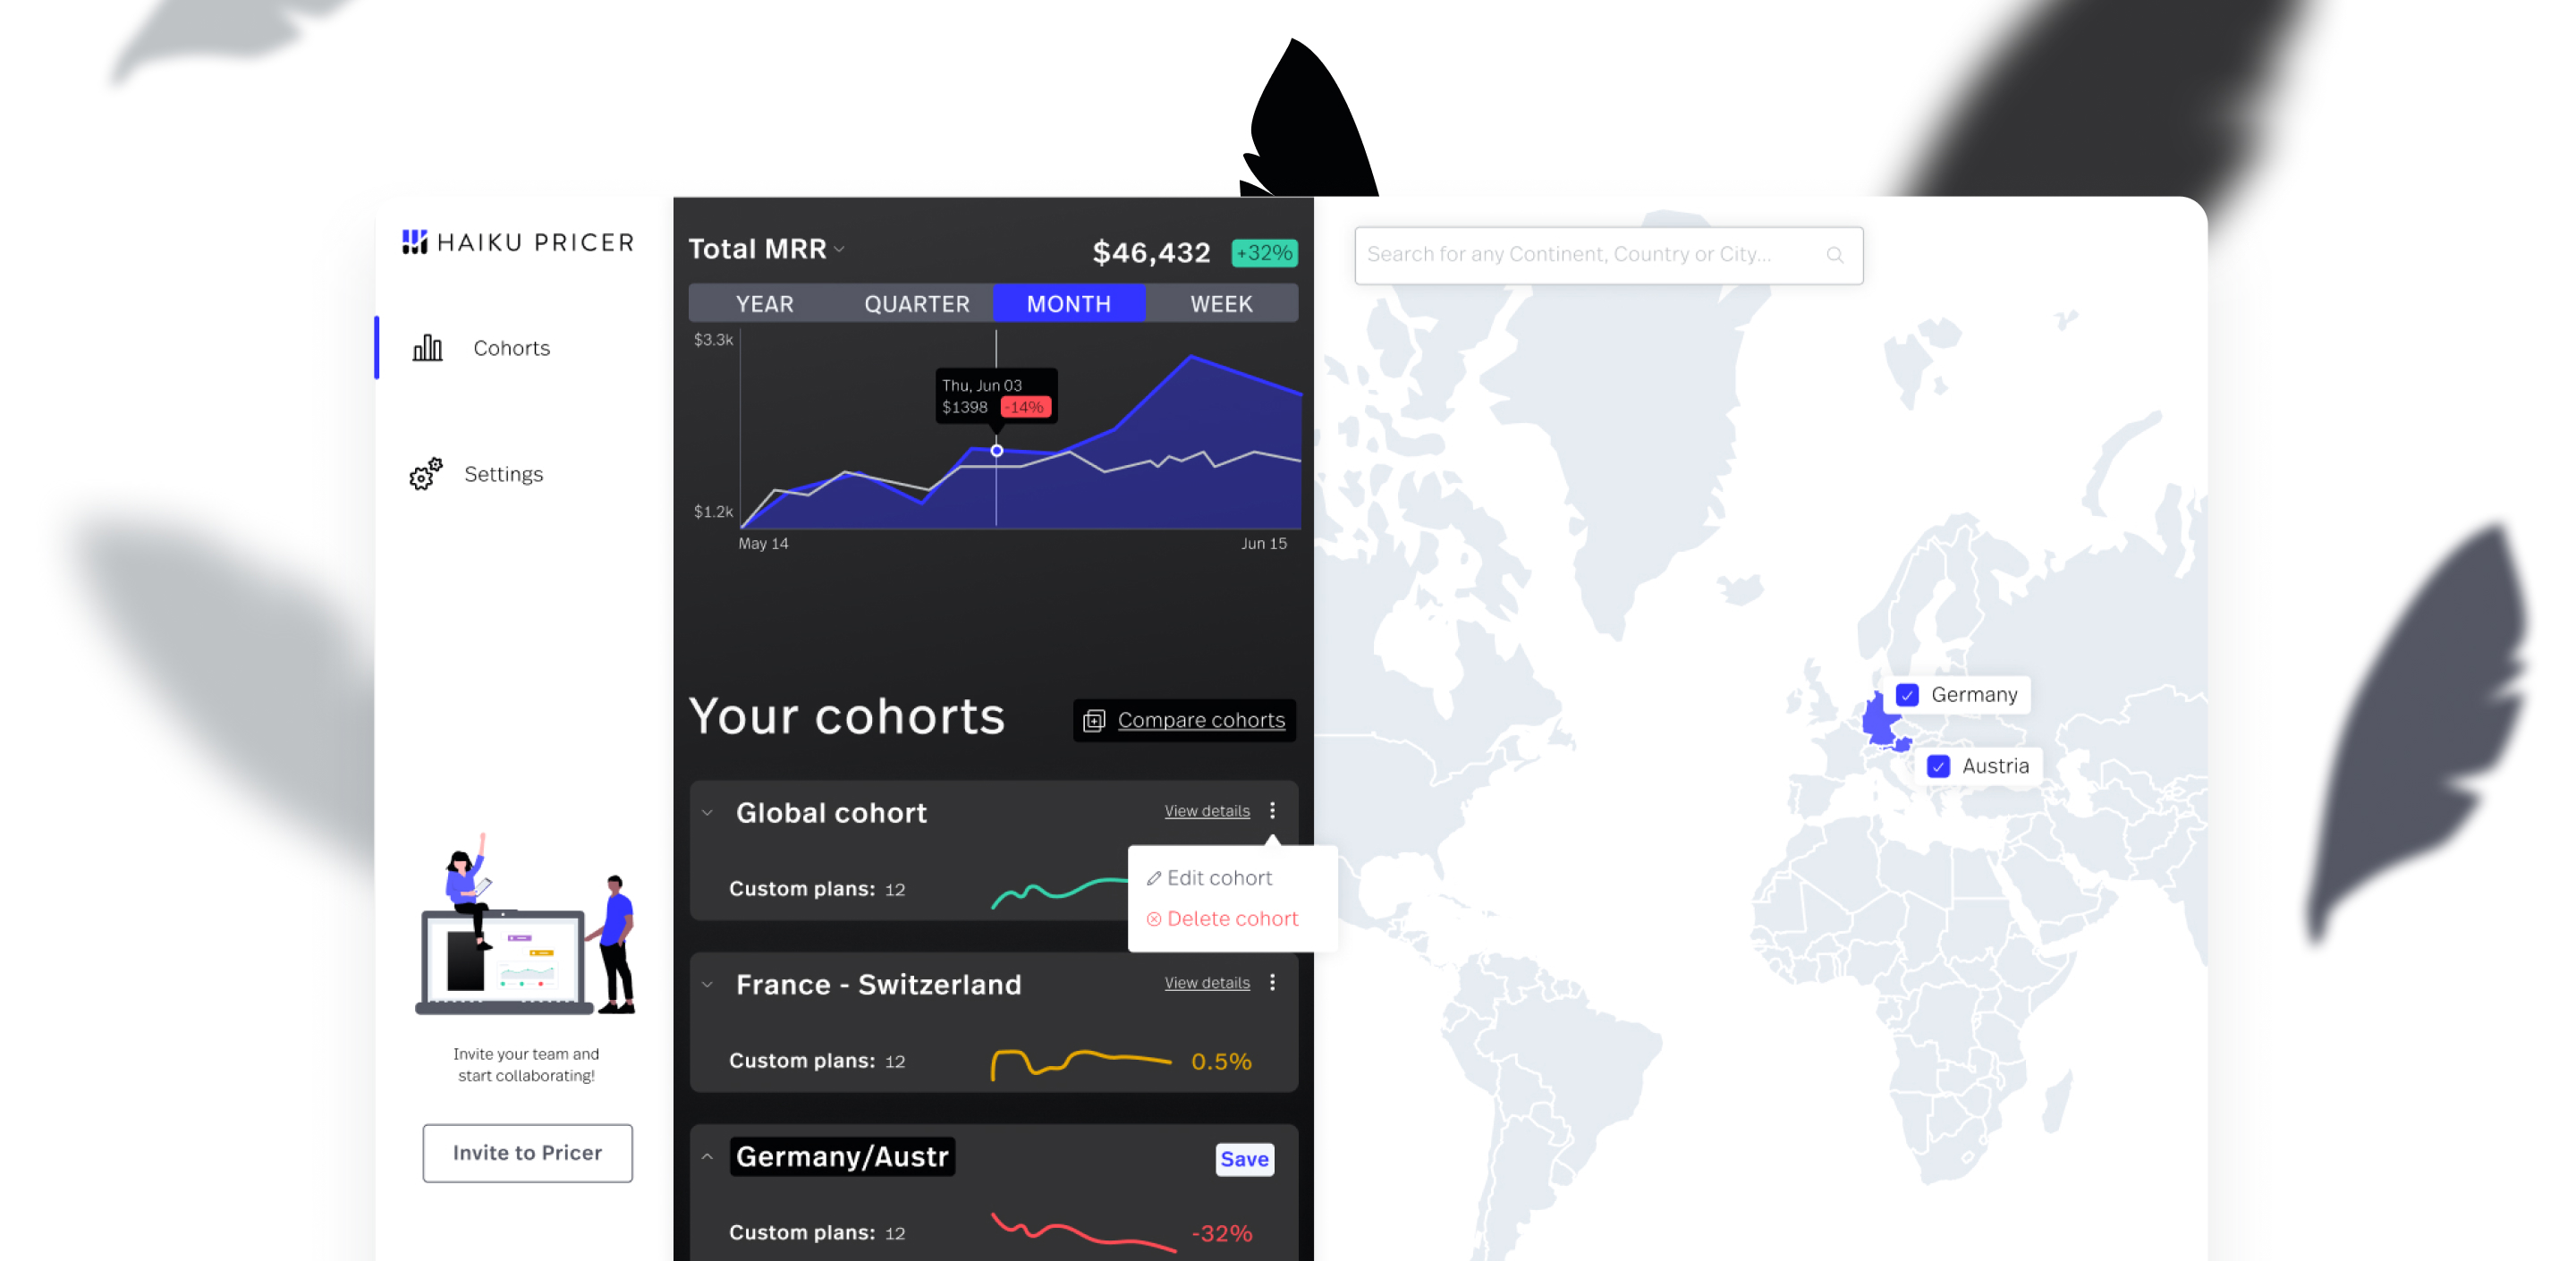 HAIKU PRICER
Cohorts
Settings
Invite your team and
start collaborating!
Invite to Pricer
Total MRR
$46,432 +32%
YEAR QUARTER MONTH WEEK
$3.3k
Thu, Jun 03
$1398 -14%
$1.2k
May 14 Jun 15
Your cohorts
Compare cohorts
Global cohort View details
Custom plans: 12
Edit cohort
Delete cohort
France - Switzerland View details
Custom plans: 12 0.5%
Germany/Austr Save
Custom plans: 12 -32%
Search for any Continent, Country or City...
Germany
Austria